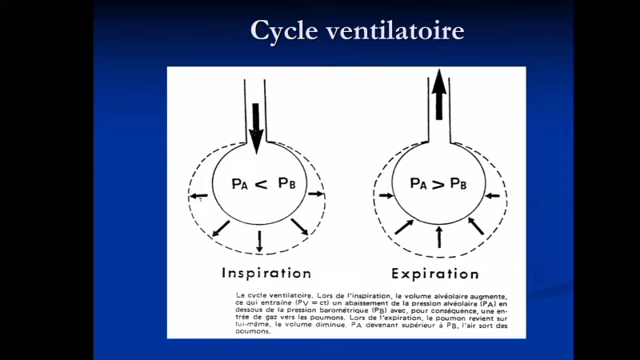 Cycle ventilatoire
PA < PB
PA > PB
Inspiration
Expiration
Le cycle ventilatoire. Lors de l'inspiration, le volume alvéolaire augmente,
ce qui entraîne (PV = ct) un abaissement de la pression alvéolaire (PA) en
dessous de la pression barométrique (PB) avec, pour conséquence, une en-
trée de gaz vers les poumons. Lors de l'expiration, le poumon revient sur
lui-même, le volume diminue. PA devenant supérieur à PB, l'air sort des
poumons.